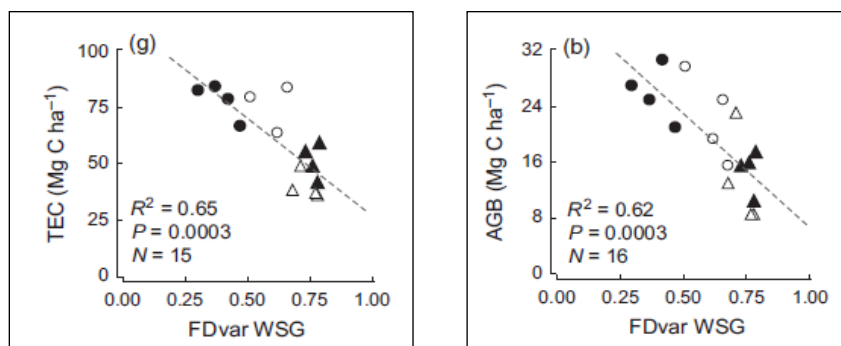 (g)
100
75
50
25
0
TEC (Mg C ha⁻¹)
R² = 0.65
P = 0.0003
N = 15
0.00 0.25 0.50 0.75 1.00
FDvar WSG
(b)
32
24
16
8
0
AGB (Mg C ha⁻¹)
R² = 0.62
P = 0.0003
N = 16
0.00 0.25 0.50 0.75 1.00
FDvar WSG